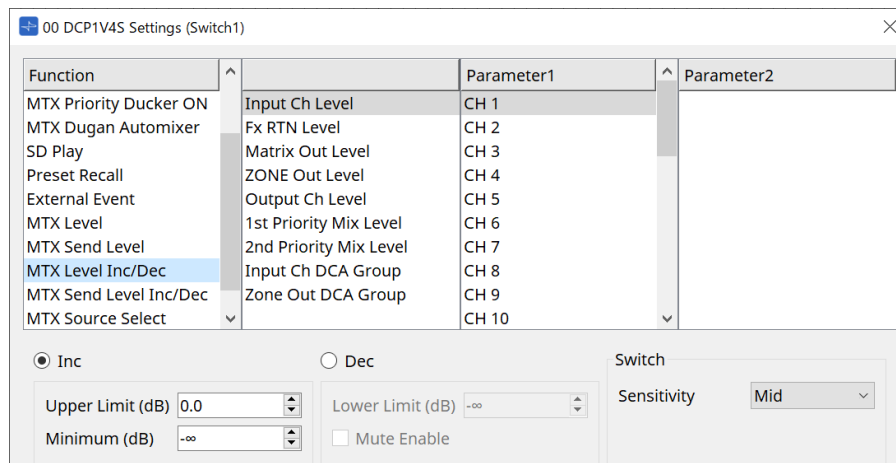 00 DCP1V4S Settings (Switch1)
Function Parameter1 Parameter2
MTX Priority Ducker ON Input Ch Level CH 1
MTX Dugan Automixer Fx RTN Level CH 2
SD Play Matrix Out Level CH 3
Preset Recall ZONE Out Level CH 4
External Event Output Ch Level CH 5
MTX Level 1st Priority Mix Level CH 6
MTX Send Level 2nd Priority Mix Level CH 7
MTX Level Inc/Dec Input Ch DCA Group CH 8
MTX Send Level Inc/Dec Zone Out DCA Group CH 9
MTX Source Select CH 10
Inc Dec Switch
Upper Limit (dB) 0.0 Lower Limit (dB) -∞ Sensitivity Mid
Minimum (dB) -∞ Mute Enable